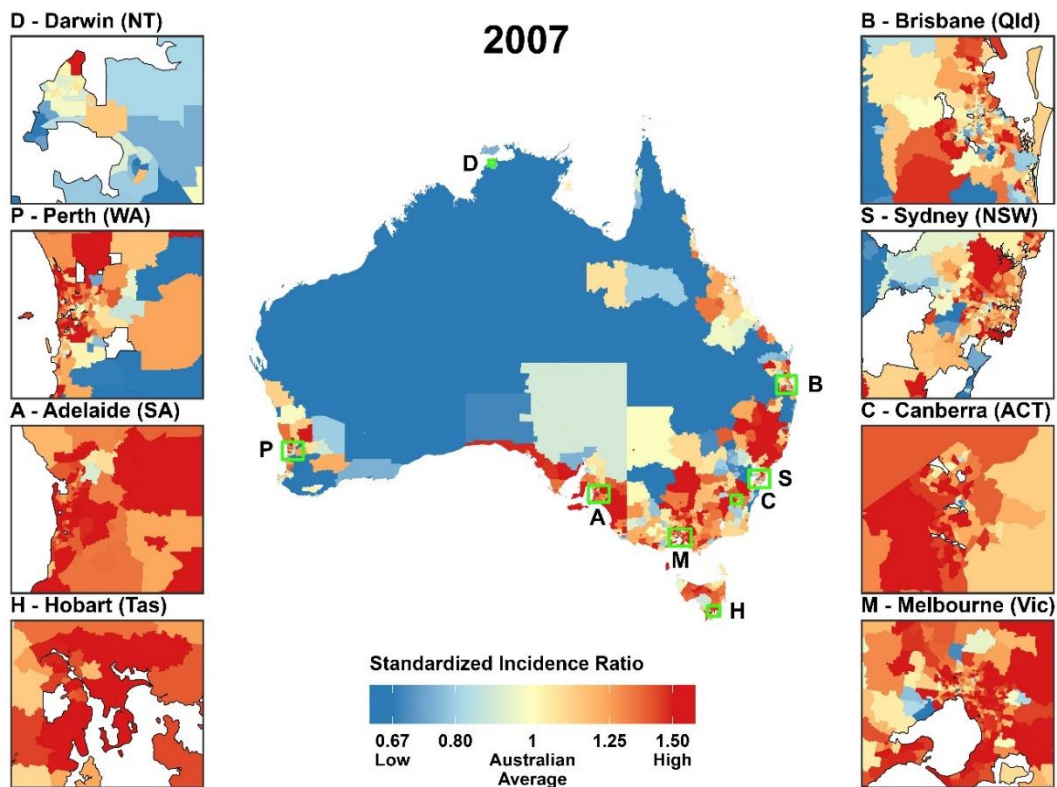 D - Darwin (NT)
2007
B - Brisbane (Qld)
P - Perth (WA)
S - Sydney (NSW)
A - Adelaide (SA)
C - Canberra (ACT)
H - Hobart (Tas)
M - Melbourne (Vic)
D
B
P
S
C
A
M
H
Standardized Incidence Ratio
0.67 0.80 1 1.25 1.50
Low Australian High
Average